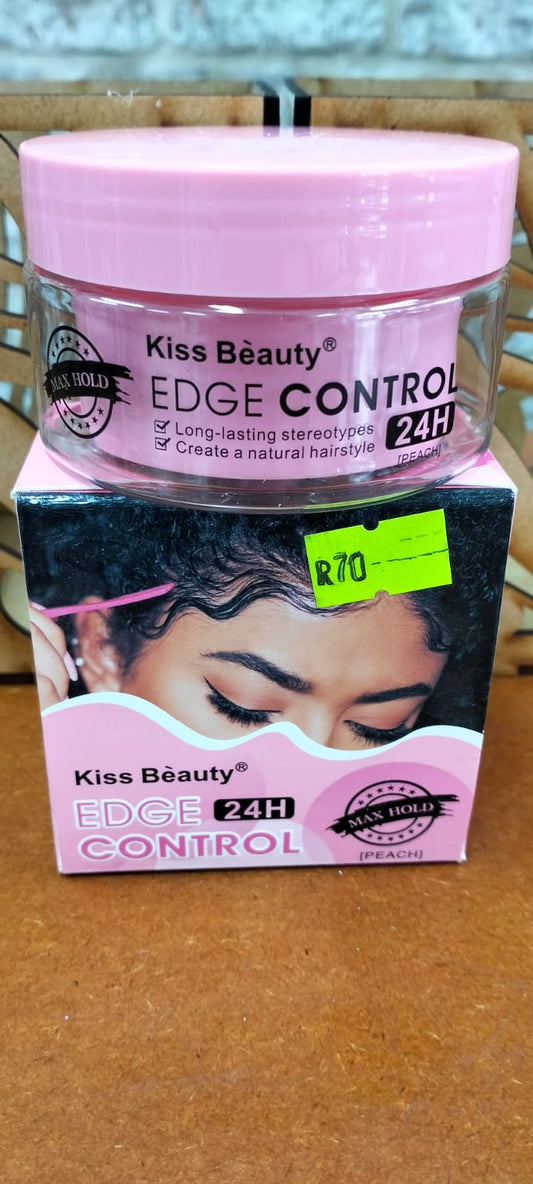 Kiss Bèauty®
EDGE CONTROL
MAX HOLD
Long-lasting stereotypes
24H
Create a natural hairstyle
[PEACH]
R70
Kiss Bèauty®
EDGE 24H
CONTROL
MAX HOLD
[PEACH]